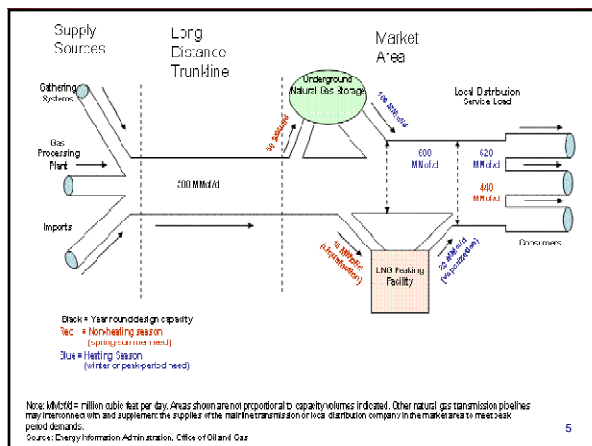 Supply
Sources
Long
Distance
Trunkline
Market
Area
Gathering
Systems
Underground
Natural Gas Storage
Local Distribution
Service Load
Gas
Processing
Plant
500 MMcf/d
600
MMcf/d
620
MMcf/d
440
MMcf/d
Imports
10 MMcf/d
(Liquefaction)
20 MMcf/d
(Vaporization)
LNG Peaking
Facility
Consumers
Black = Year round design capacity
Red = Non-heating season
(spring-summer need)
Blue = Heating Season
(winter or peak-period need)
Note: MMcf/d = million cubic feet per day. Areas shown are not proportional to capacity volumes indicated. Other natural gas transmission pipelines
may interconnect with and supplement the supplies of the mainline transmission or local distribution company in the market area to meet peak
period demands.
Source: Energy Information Administration, Office of Oil and Gas
5